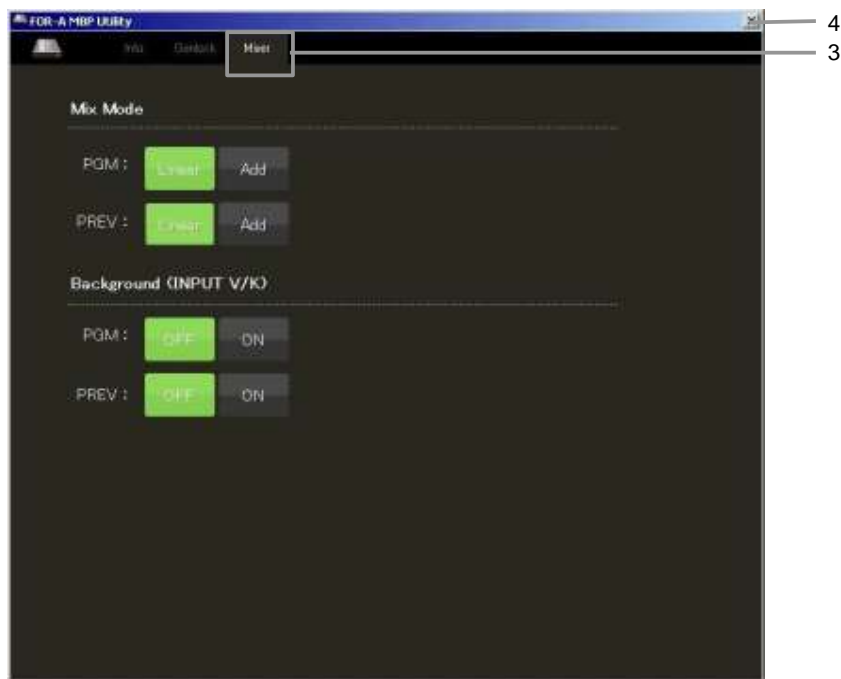 FOR-A MBP Utility
4
Info Genlock Mixer
3
Mix Mode
PGM : Linear Add
PREV : Linear Add
Background (INPUT V/K)
PGM : OFF ON
PREV : OFF ON